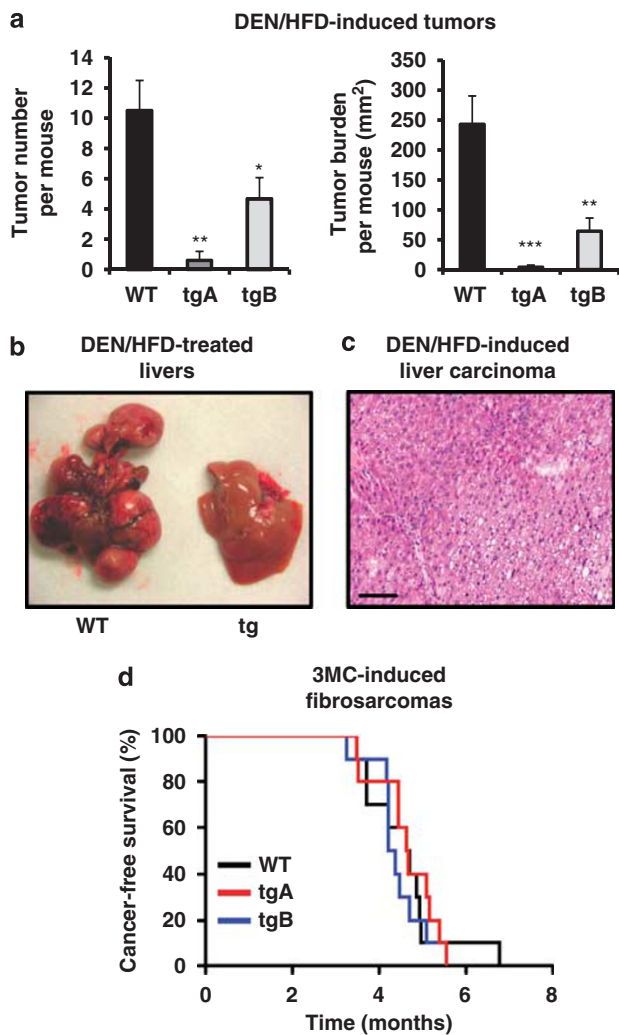 a
DEN/HFD-induced tumors
Tumor number
per mouse
14
12
10
8
6
4
2
0
**
*
WT tgA tgB
Tumor burden
per mouse (mm²)
350
300
250
200
150
100
50
0
***
**
WT tgA tgB
b
DEN/HFD-treated
livers
WT tg
c
DEN/HFD-induced
liver carcinoma
d
3MC-induced
fibrosarcomas
Cancer-free survival (%)
100
80
60
40
20
0
WT
tgA
tgB
0 2 4 6 8
Time (months)